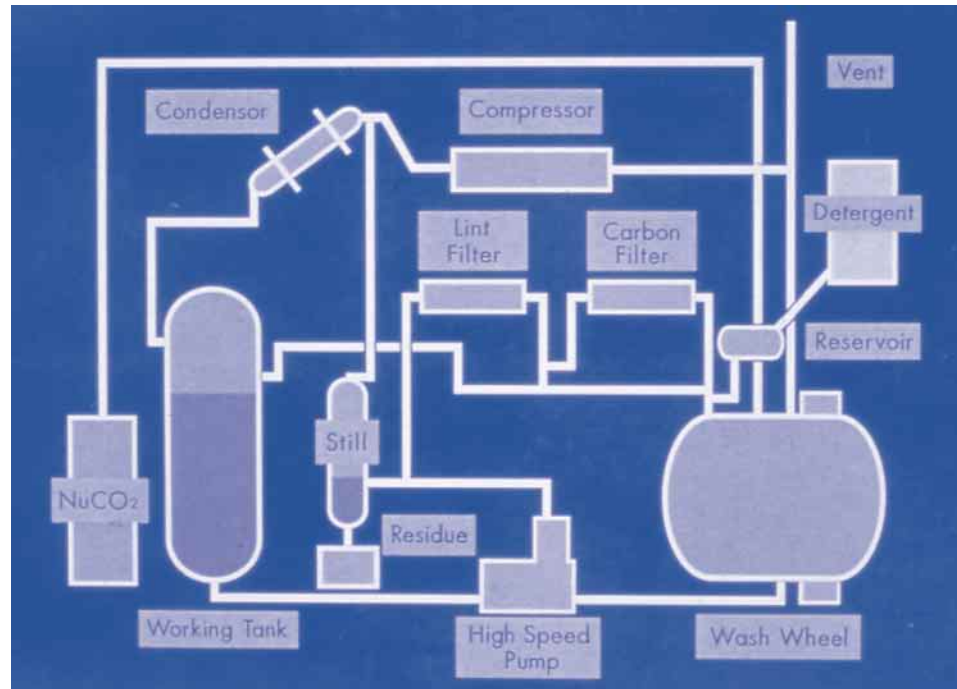 Vent
Condensor
Compressor
Detergent
Lint
Filter
Carbon
Filter
Reservoir
Still
NuCO₂
Residue
Working Tank
High Speed
Pump
Wash Wheel